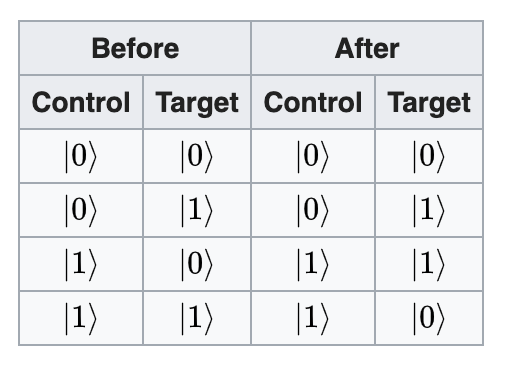 Before After
Control Target Control Target
|0⟩ |0⟩ |0⟩ |0⟩
|0⟩ |1⟩ |0⟩ |1⟩
|1⟩ |0⟩ |1⟩ |1⟩
|1⟩ |1⟩ |1⟩ |0⟩